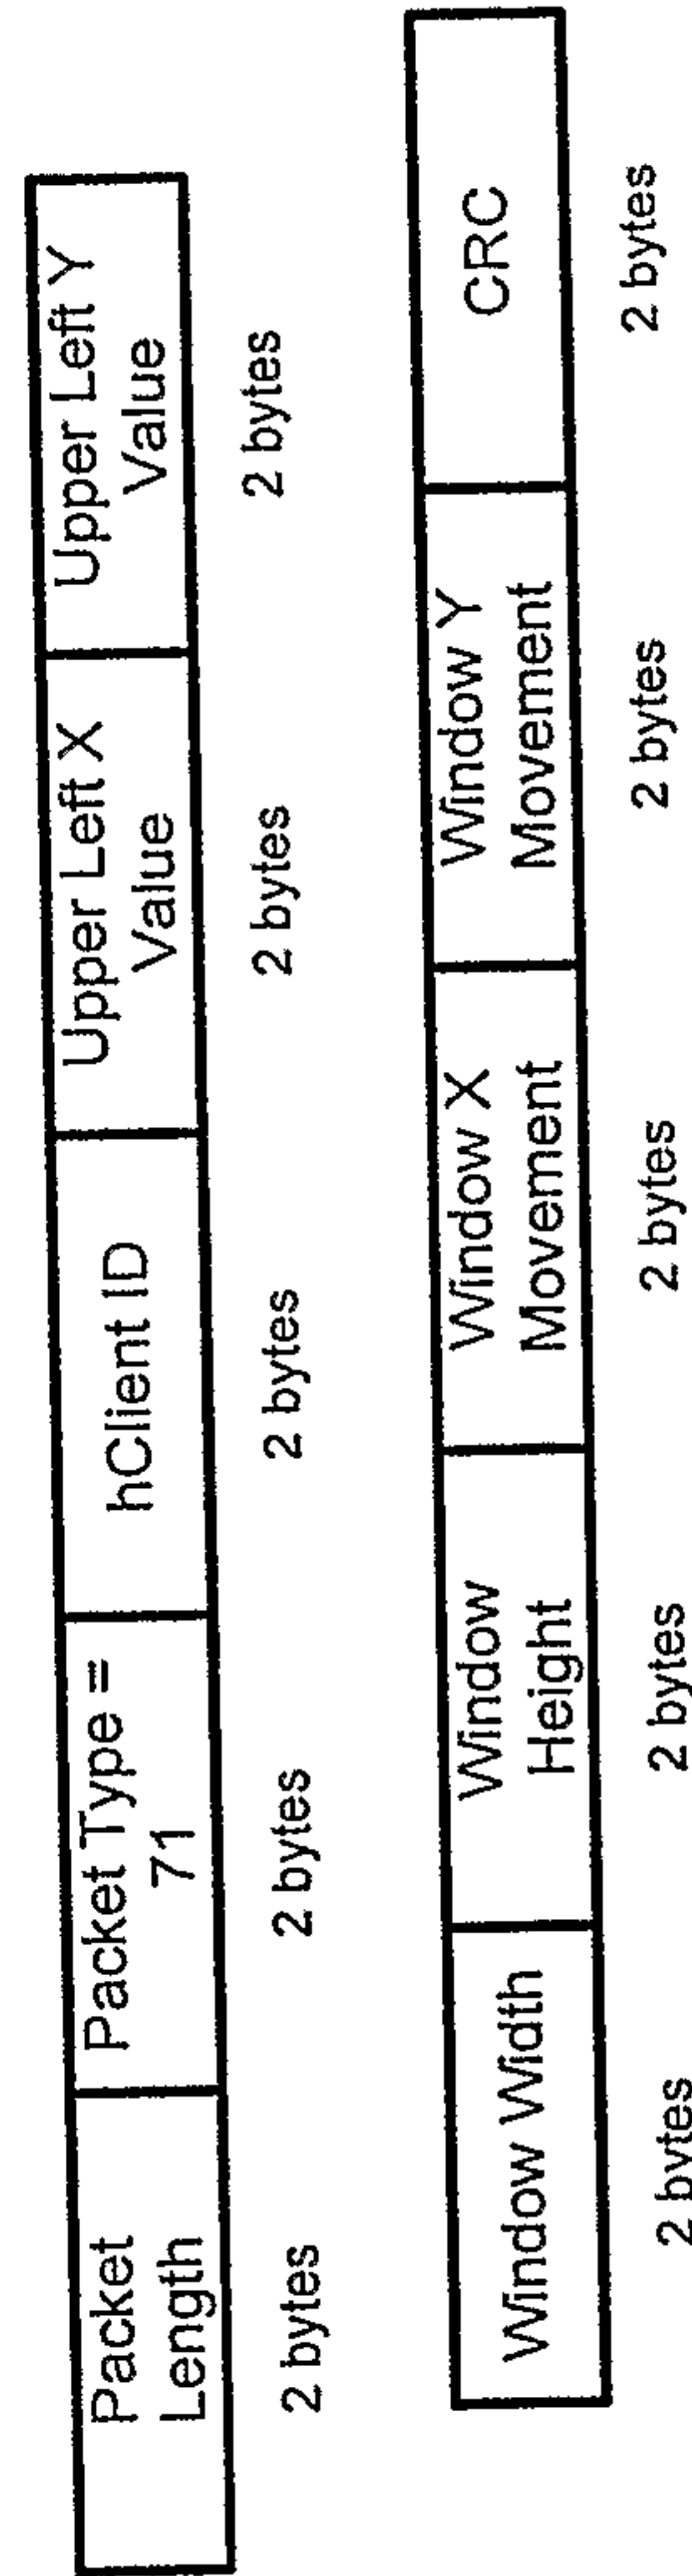 Packet
Length
Packet Type =
71
hClient ID
Upper Left X
Value
Upper Left Y
Value
2 bytes
2 bytes
2 bytes
2 bytes
2 bytes
Window Width
Window
Height
Window X
Movement
Window Y
Movement
CRC
2 bytes
2 bytes
2 bytes
2 bytes
2 bytes